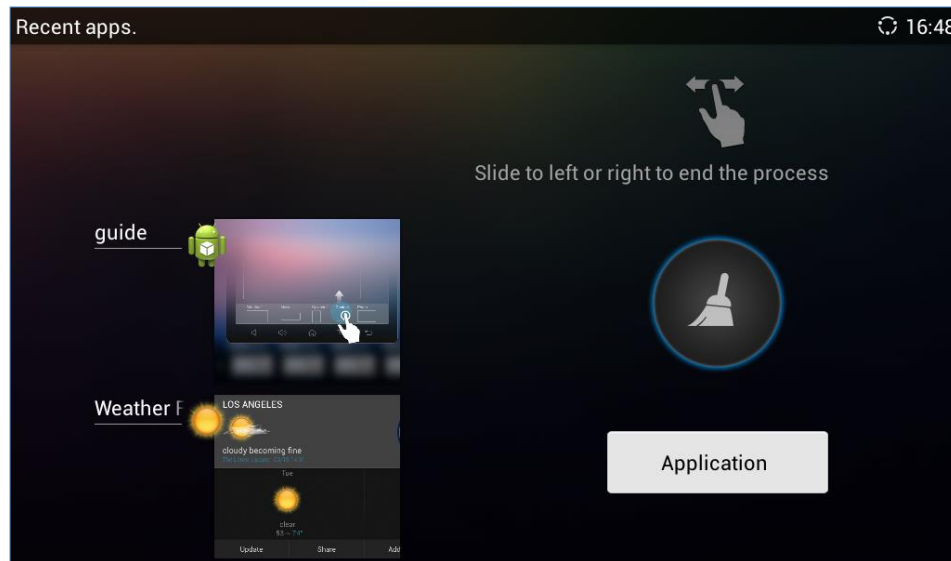 Recent apps.
16:48
Slide to left or right to end the process
guide
Weather
LOS ANGELES
cloudy becoming fine
Tue
clear
Update Share Add
Application